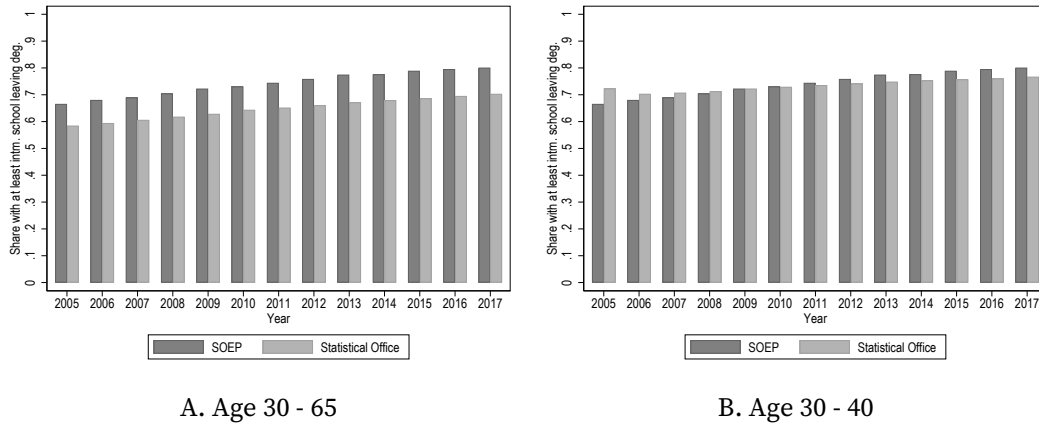 Share with at least intm. school leaving deg.
1
.9
.8
.7
.6
.5
.4
.3
.2
.1
0
2005 2006 2007 2008 2009 2010 2011 2012 2013 2014 2015 2016 2017
Year
SOEP Statistical Office
A. Age 30 - 65
Share with at least intm. school leaving deg.
1
.9
.8
.7
.6
.5
.4
.3
.2
.1
0
2005 2006 2007 2008 2009 2010 2011 2012 2013 2014 2015 2016 2017
Year
SOEP Statistical Office
B. Age 30 - 40